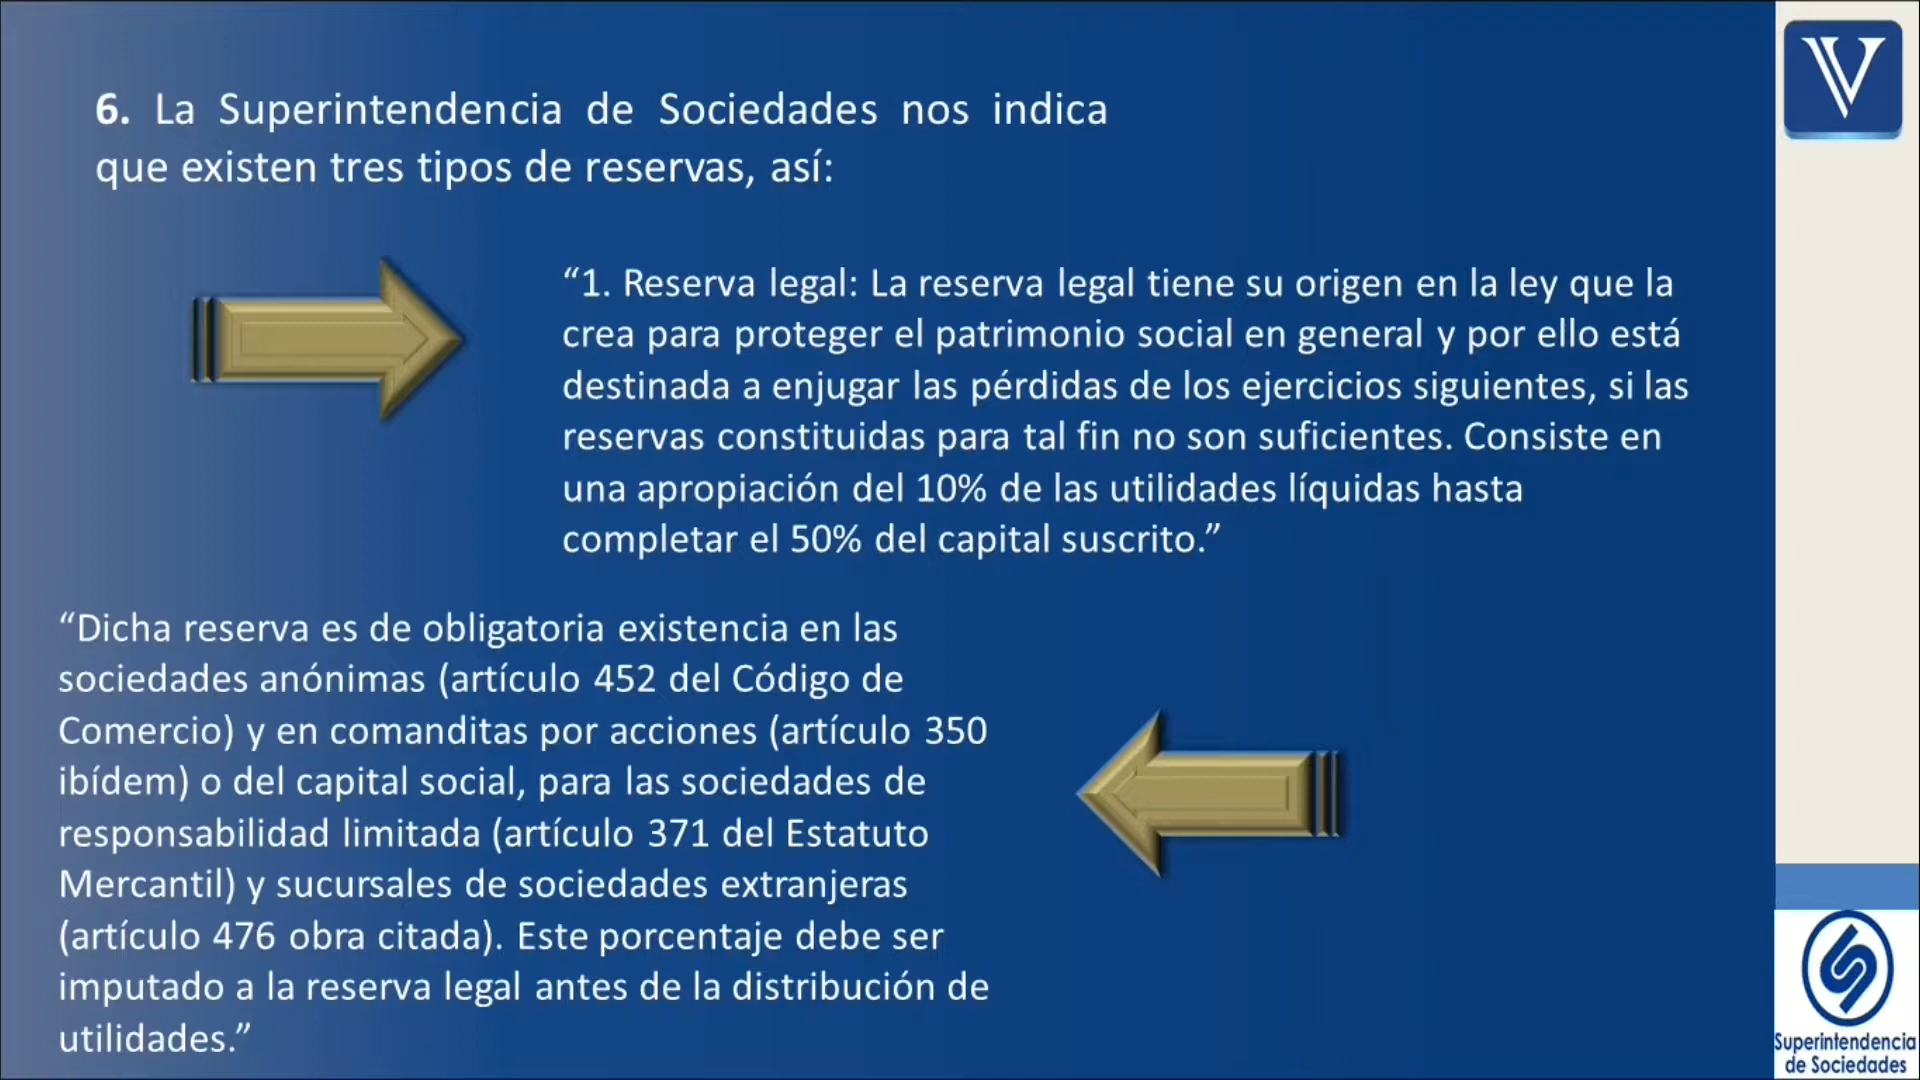 6. La Superintendencia de Sociedades nos indica
que existen tres tipos de reservas, así:
“1. Reserva legal: La reserva legal tiene su origen en la ley que la
crea para proteger el patrimonio social en general y por ello está
destinada a enjugar las pérdidas de los ejercicios siguientes, si las
reservas constituidas para tal fin no son suficientes. Consiste en
una apropiación del 10% de las utilidades líquidas hasta
completar el 50% del capital suscrito.”
“Dicha reserva es de obligatoria existencia en las
sociedades anónimas (artículo 452 del Código de
Comercio) y en comanditas por acciones (artículo 350
ibídem) o del capital social, para las sociedades de
responsabilidad limitada (artículo 371 del Estatuto
Mercantil) y sucursales de sociedades extranjeras
(artículo 476 obra citada). Este porcentaje debe ser
imputado a la reserva legal antes de la distribución de
utilidades.”
V
Superintendencia
de Sociedades